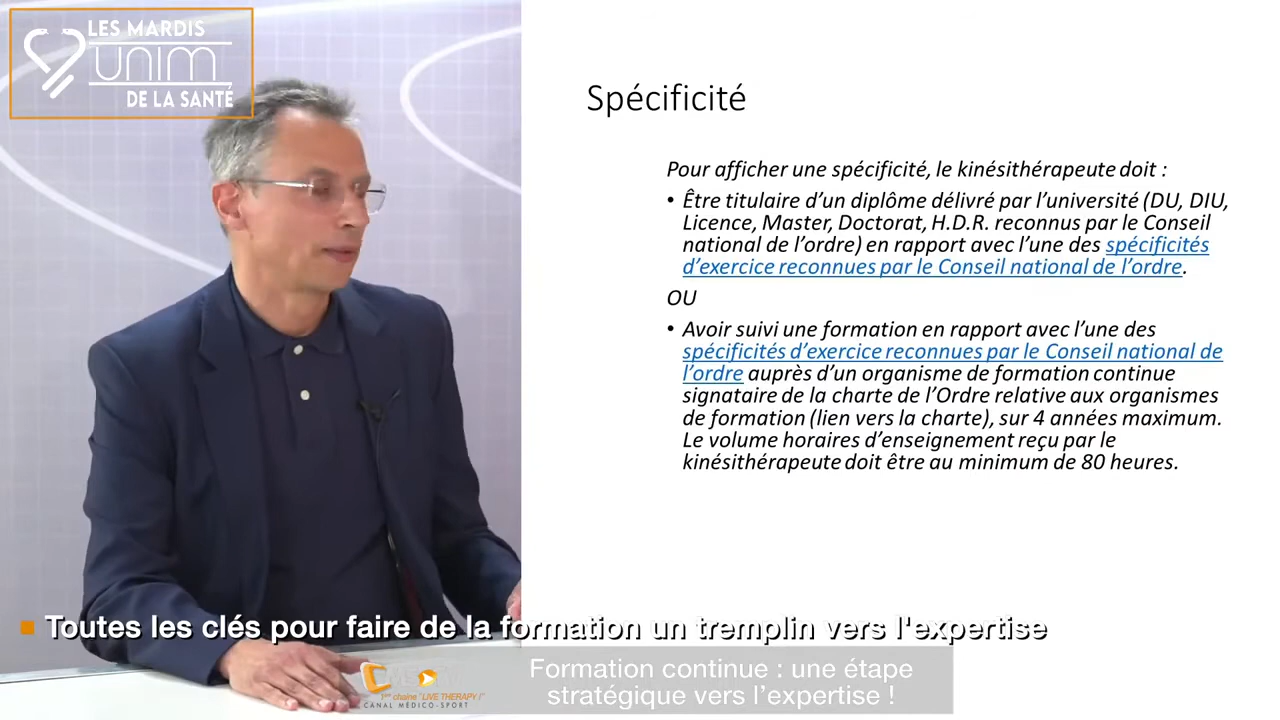 LES MARDIS
UNIM
DE LA SANTÉ
Spécificité
Pour afficher une spécificité, le kinésithérapeute doit :
• Être titulaire d'un diplôme délivré par l'université (DU, DIU,
Licence, Master, Doctorat, H.D.R. reconnus par le Conseil
national de l'ordre) en rapport avec l'une des spécificités
d'exercice reconnues par le Conseil national de l'ordre.
OU
• Avoir suivi une formation en rapport avec l'une des
spécificités d'exercice reconnues par le Conseil national de
l'ordre auprès d'un organisme de formation continue
signataire de la charte de l'Ordre relative aux organismes
de formation (lien vers la charte), sur 4 années maximum.
Le volume horaires d'enseignement reçu par le
kinésithérapeute doit être au minimum de 80 heures.
Toutes les clés pour faire de la formation un tremplin vers l'expertise
1ère chaîne "LIVE THERAPY !"
CANAL MÉDICO-SPORT
Formation continue : une étape
stratégique vers l'expertise !